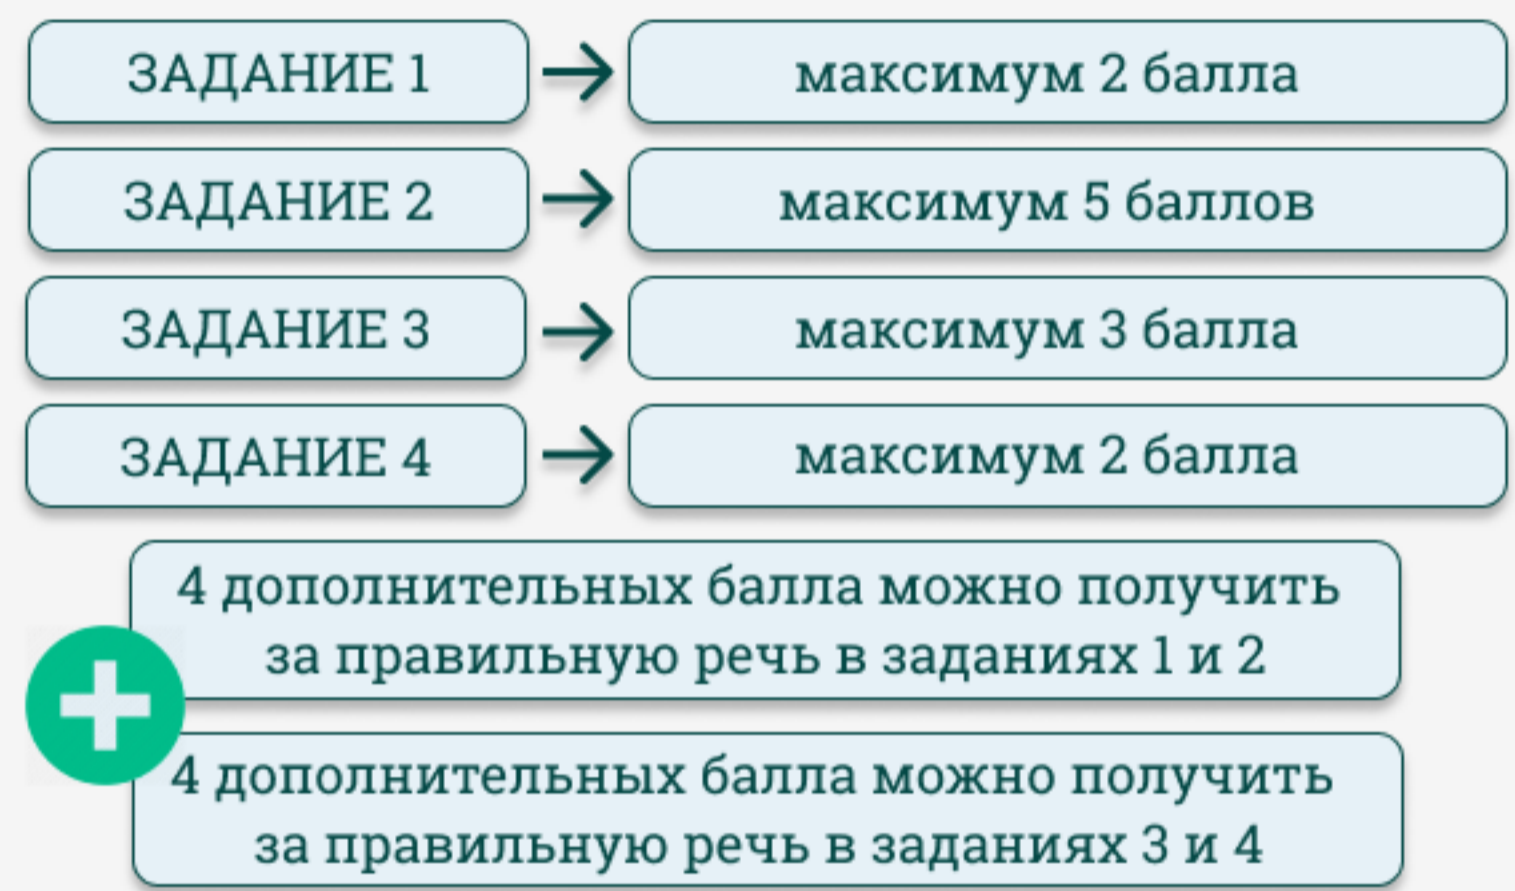 ЗАДАНИЕ 1
максимум 2 балла
ЗАДАНИЕ 2
максимум 5 баллов
ЗАДАНИЕ 3
максимум 3 балла
ЗАДАНИЕ 4
максимум 2 балла
4 дополнительных балла можно получить
за правильную речь в заданиях 1 и 2
4 дополнительных балла можно получить
за правильную речь в заданиях 3 и 4